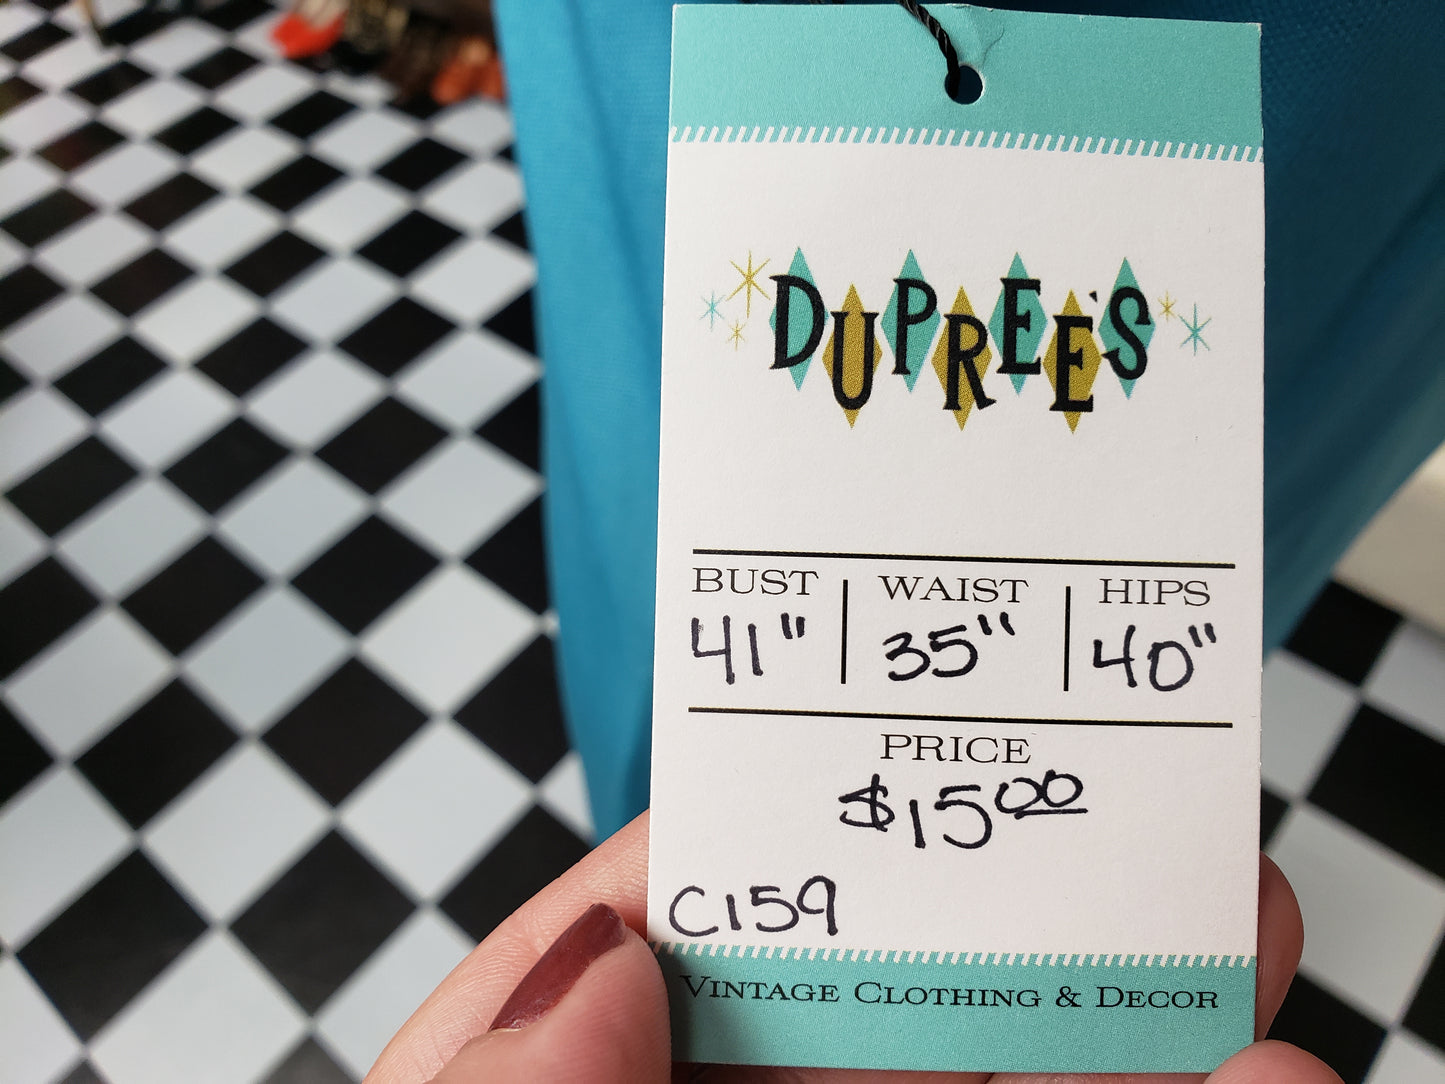 DUPREE'S
BUST WAIST HIPS
41" 35" 40"
PRICE
$15.00
C159
VINTAGE CLOTHING & DECOR